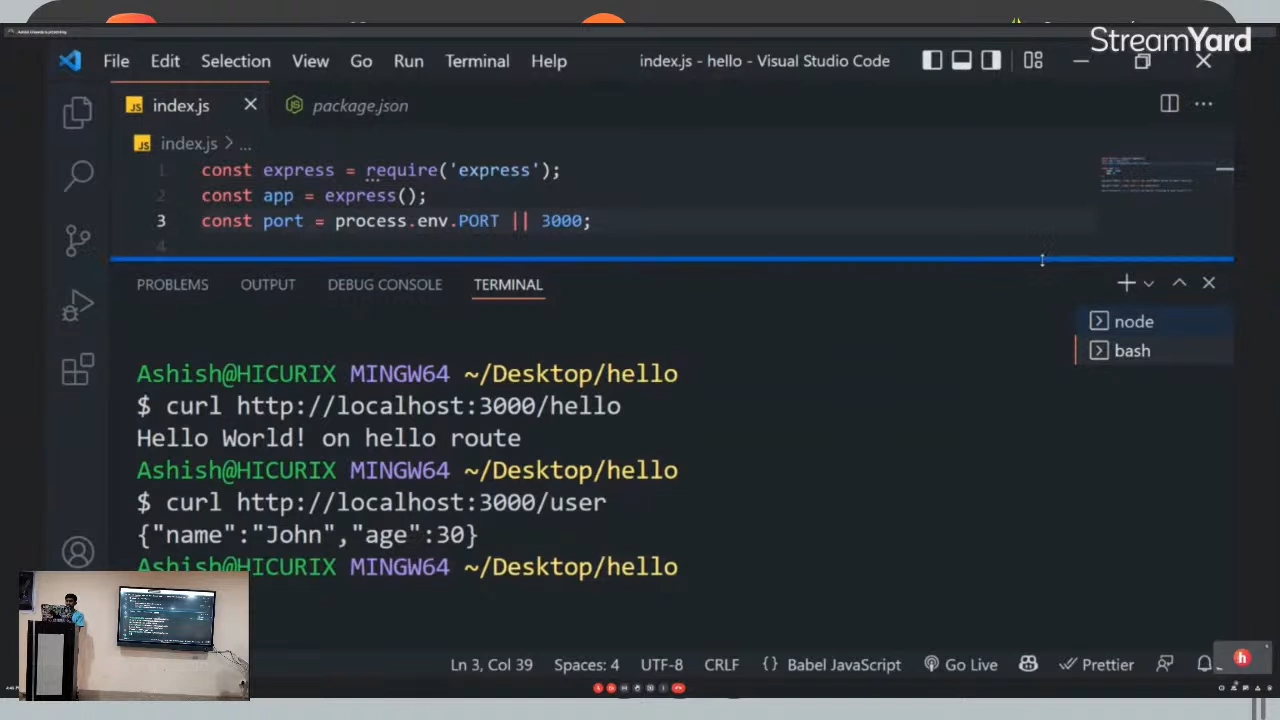 StreamYard
File Edit Selection View Go Run Terminal Help index.js - hello - Visual Studio Code
index.js package.json
index.js > ...
1 const express = require('express');
2 const app = express();
3 const port = process.env.PORT || 3000;
4
PROBLEMS OUTPUT DEBUG CONSOLE TERMINAL
node
bash
Ashish@HICURIX MINGW64 ~/Desktop/hello
$ curl http://localhost:3000/hello
Hello World! on hello route
Ashish@HICURIX MINGW64 ~/Desktop/hello
$ curl http://localhost:3000/user
{"name":"John","age":30}
Ashish@HICURIX MINGW64 ~/Desktop/hello
Ln 3, Col 39 Spaces: 4 UTF-8 CRLF {} Babel JavaScript Go Live Prettier
h